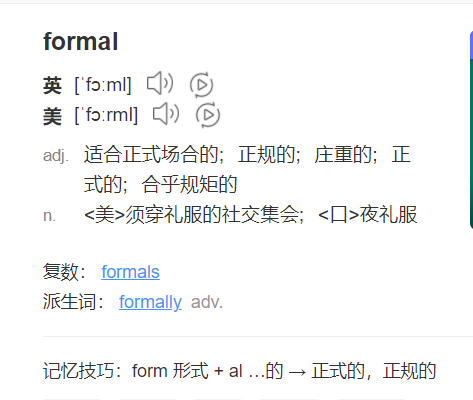 formal
英 [ˈfɔːml]
美 [ˈfɔːrml]
adj. 适合正式场合的；正规的；庄重的；正
式的；合乎规矩的
n. <美>须穿礼服的社交集会；<口>夜礼服
复数： formals
派生词： formally adv.
记忆技巧：form 形式 + al …的 → 正式的，正规的